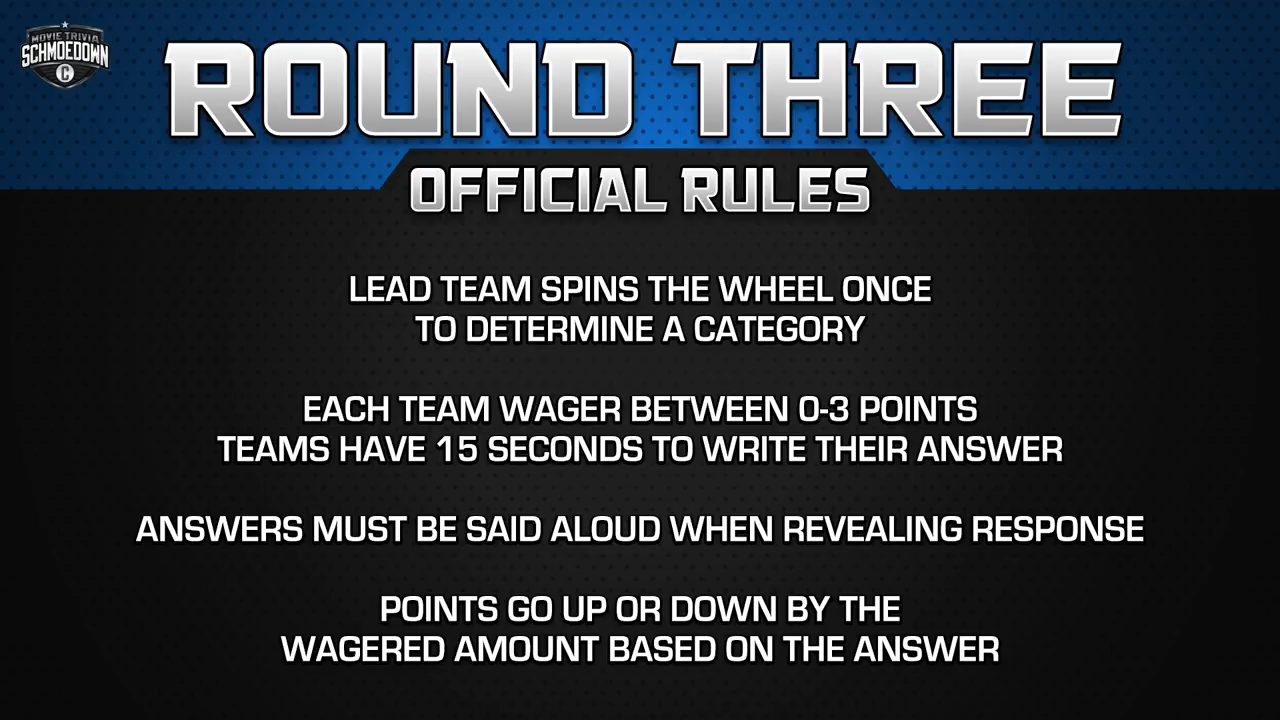 MOVIE TRIVIA
SCHMOEDOWN
C
ROUND THREE
OFFICIAL RULES
LEAD TEAM SPINS THE WHEEL ONCE
TO DETERMINE A CATEGORY
EACH TEAM WAGER BETWEEN 0-3 POINTS
TEAMS HAVE 15 SECONDS TO WRITE THEIR ANSWER
ANSWERS MUST BE SAID ALOUD WHEN REVEALING RESPONSE
POINTS GO UP OR DOWN BY THE
WAGERED AMOUNT BASED ON THE ANSWER